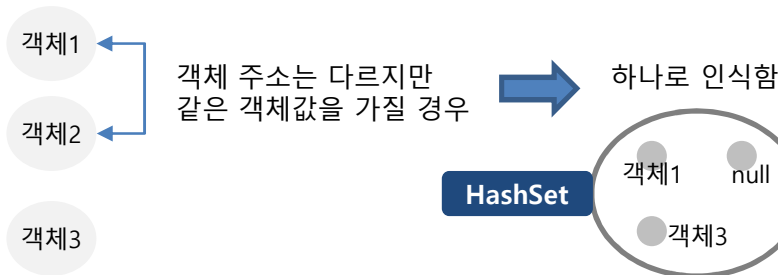 객체1
객체 주소는 다르지만
같은 객체값을 가질 경우
하나로 인식함
객체2
객체1
null
HashSet
객체3
객체3